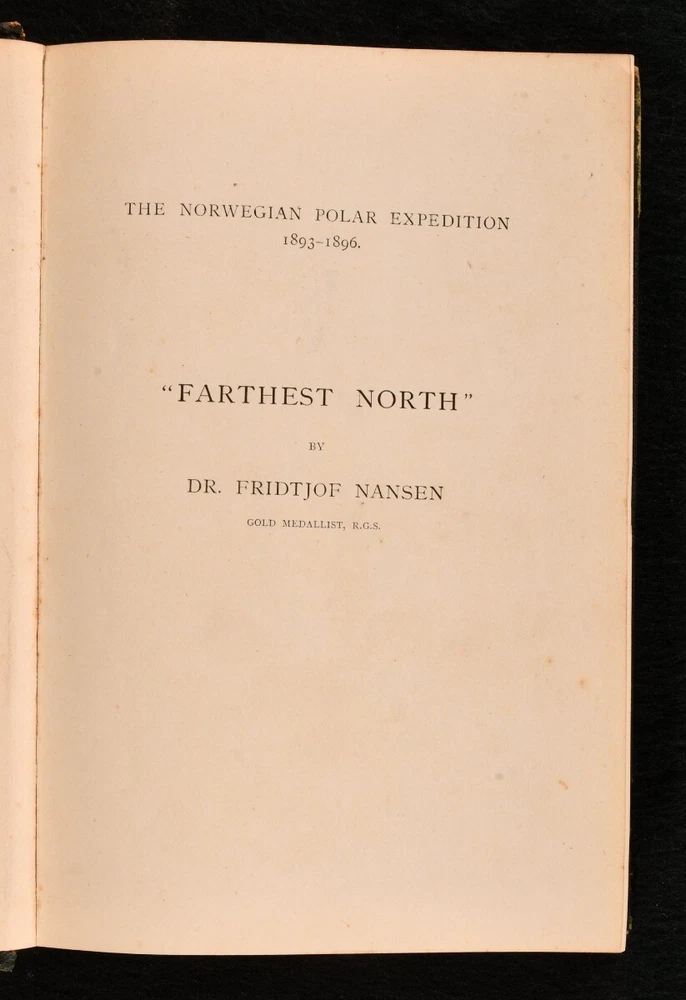 THE NORWEGIAN POLAR EXPEDITION
1893–1896.
“FARTHEST NORTH”
BY
DR. FRIDTJOF NANSEN
GOLD MEDALLIST, R.G.S.